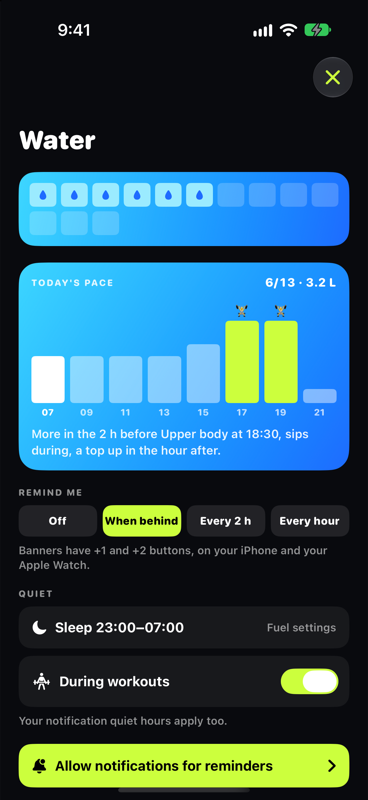 9:41
Water
TODAY'S PACE
6/13 · 3.2 L
07 09 11 13 15 17 19 21
More in the 2 h before Upper body at 18:30, sips
during, a top up in the hour after.
REMIND ME
Off
When behind
Every 2 h
Every hour
Banners have +1 and +2 buttons, on your iPhone and your
Apple Watch.
QUIET
Sleep 23:00–07:00
Fuel settings
During workouts
Your notification quiet hours apply too.
Allow notifications for reminders